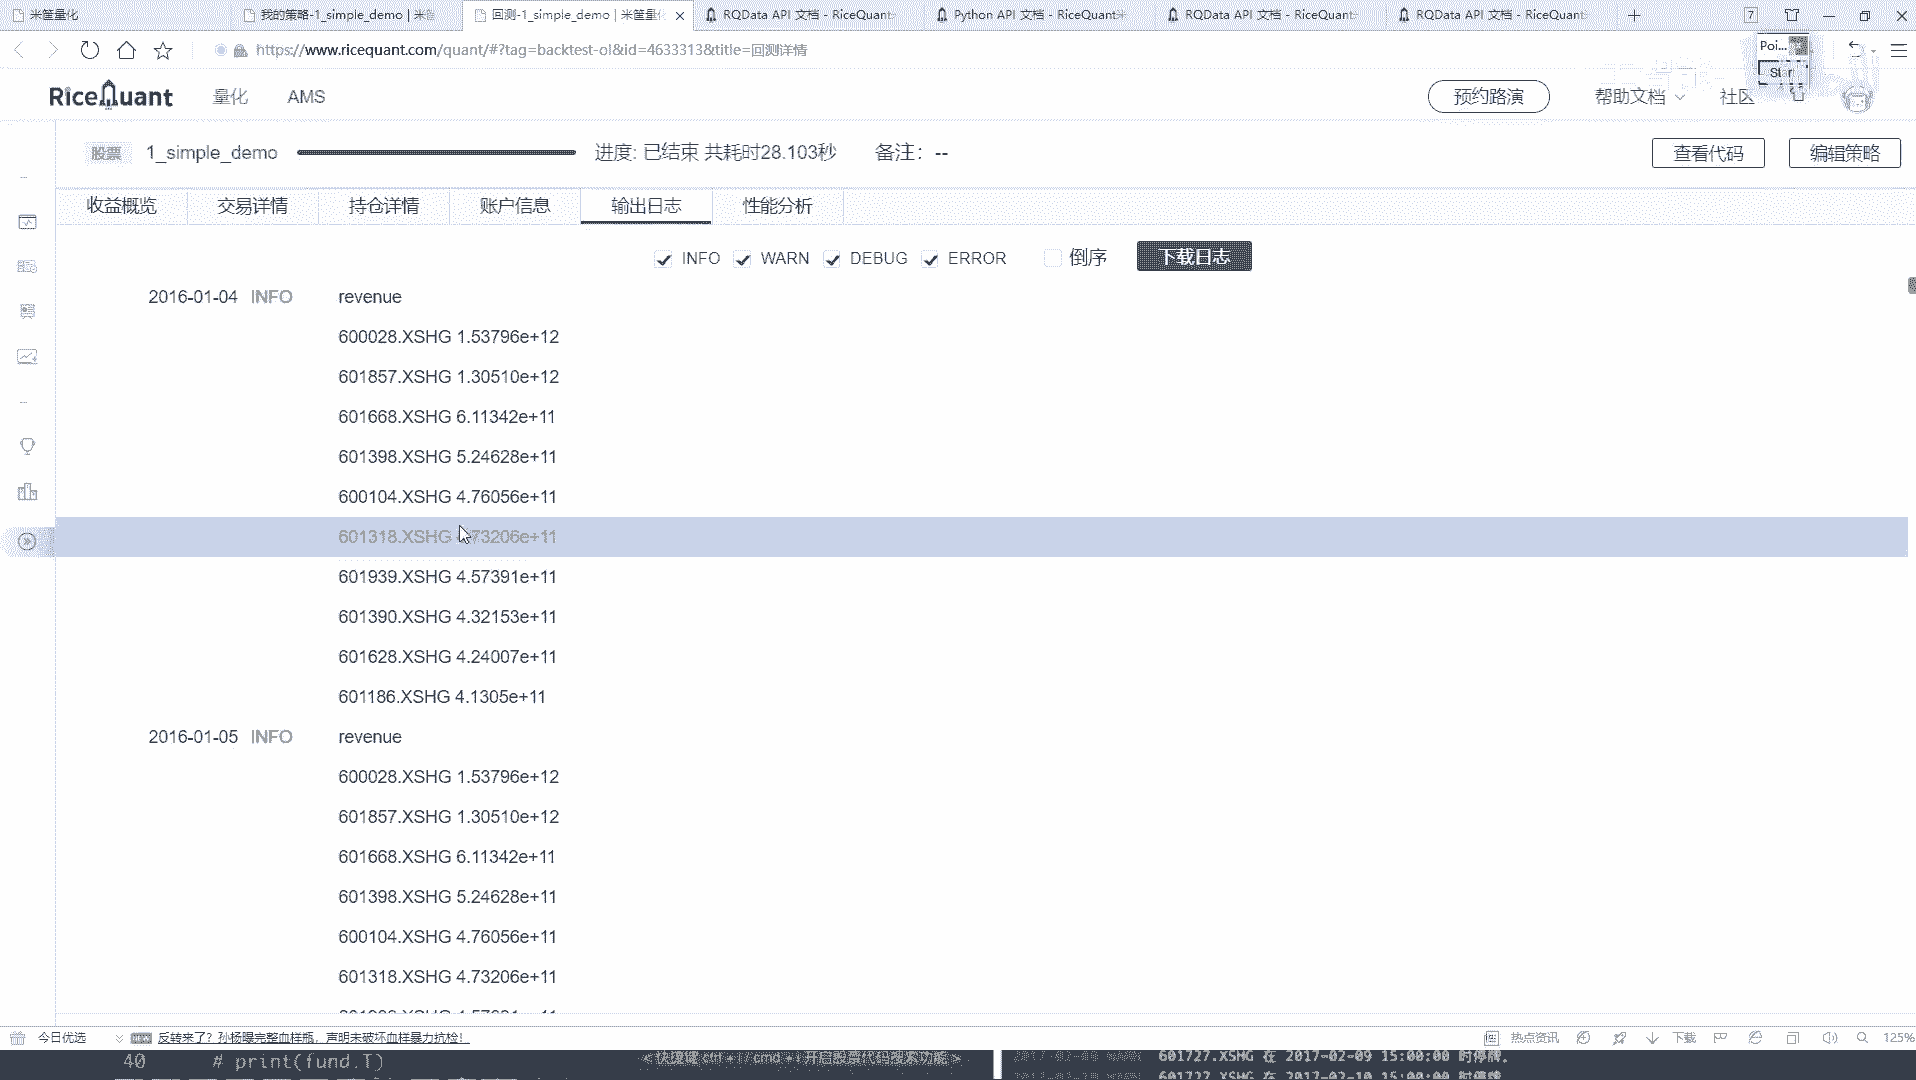 米筐量化
我的策略-1_simple_demo | 米
回测-1_simple_demo | 米筐量化
RQData API 文档 - RiceQuant
Python API 文档 - RiceQuant
RQData API 文档 - RiceQuant
RQData API 文档 - RiceQuant
7
https://www.ricequant.com/quant/#?tag=backtest-ol&id=4633313&title=回测详情
Poi...
Start
RiceQuant
量化
AMS
预约路演
帮助文档
社区
股票
1_simple_demo
进度: 已结束 共耗时28.103秒
备注: --
查看代码
编辑策略
收益概览
交易详情
持仓详情
账户信息
输出日志
性能分析
INFO
WARN
DEBUG
ERROR
倒序
下载日志
2016-01-04 INFO revenue
600028.XSHG 1.53796e+12
601857.XSHG 1.30510e+12
601668.XSHG 6.11342e+11
601398.XSHG 5.24628e+11
600104.XSHG 4.76056e+11
601318.XSHG 4.73206e+11
601939.XSHG 4.57391e+11
601390.XSHG 4.32153e+11
601628.XSHG 4.24007e+11
601186.XSHG 4.1305e+11
2016-01-05 INFO revenue
600028.XSHG 1.53796e+12
601857.XSHG 1.30510e+12
601668.XSHG 6.11342e+11
601398.XSHG 5.24628e+11
600104.XSHG 4.76056e+11
601318.XSHG 4.73206e+11
今日优选
反转来了？孙杨曝完整血样瓶，声明未破坏血样暴力抗检！
热点资讯
下载
125%
40 # print(fund.T)
601727.XSHG 在 2017-02-09 15:00:00 时停牌。
601727.XSHG 在 2017-02-10 15:00:00 时停牌。